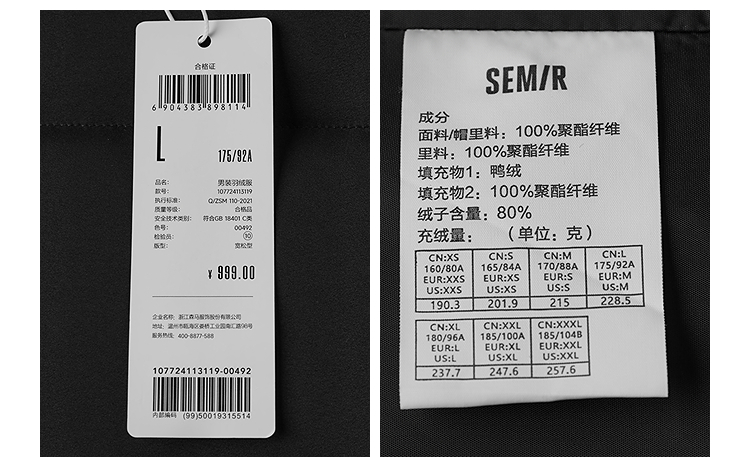 合格证
6 904383 898114
L
175/92A
品名: 男装羽绒服
款号: 107724113119
执行标准: Q/ZSM 110-2021
质量等级: 合格品
安全技术类别: 符合GB 18401 C类
色号: 00492
检验员: 10
版型: 宽松型
¥ 999.00
企业名称: 浙江森马服饰股份有限公司
地址: 温州市瓯海区娄桥工业园南汇路98号
服务热线: 400-8877-588
107724113119-00492
内部编码 (99)50019315514
SEM/R
成分
面料/帽里料: 100%聚酯纤维
里料: 100%聚酯纤维
填充物1: 鸭绒
填充物2: 100%聚酯纤维
绒子含量: 80%
充绒量: (单位: 克)
CN:XS CN:S CN:M CN:L
160/80A 165/84A 170/88A 175/92A
EUR:XXS EUR:XS EUR:S EUR:M
US:XXS US:XS US:S US:M
190.3 201.9 215 228.5
CN:XL CN:XXL CN:XXXL
180/96A 185/100A 185/104B
EUR:L EUR:XL EUR:XXL
US:L US:XL US:XXL
237.7 247.6 257.6